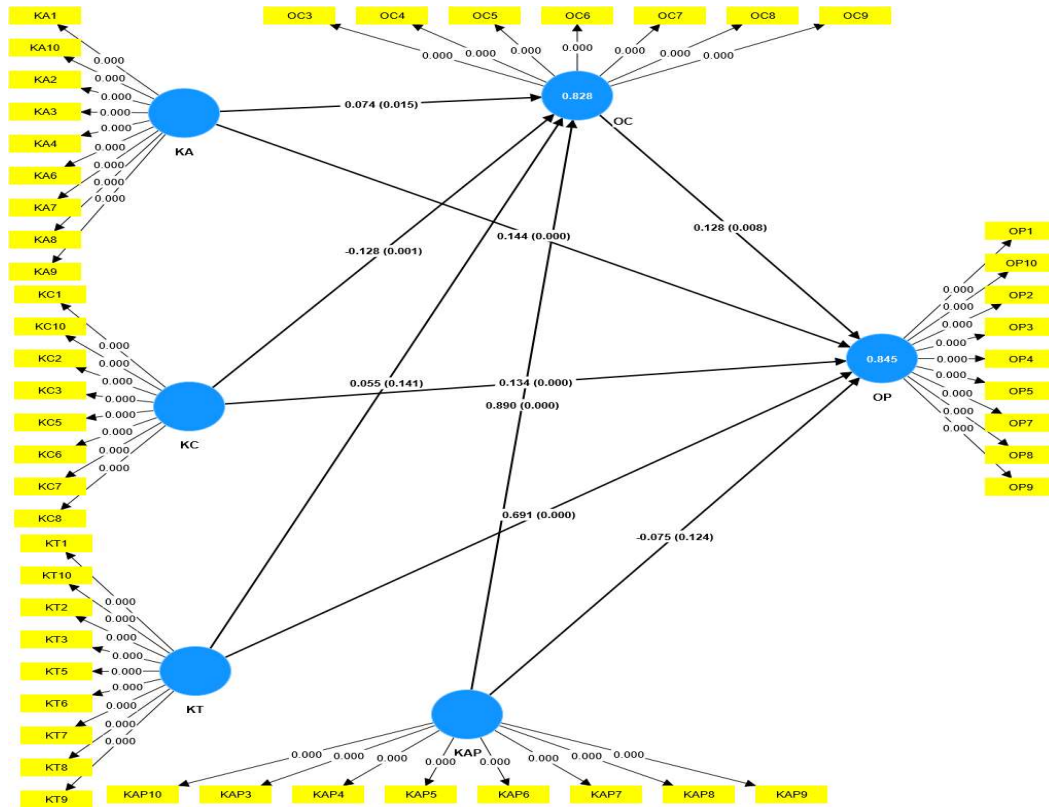 KA1
KA10
KA2
KA3
KA4
KA6
KA7
KA8
KA9
0.000
0.000
0.000
0.000
0.000
0.000
0.000
0.000
0.000
KA
OC3
OC4
OC5
OC6
OC7
OC8
OC9
0.000
0.000
0.000
0.000
0.000
0.000
0.000
0.828
OC
0.074 (0.015)
0.144 (0.000)
-0.128 (0.001)
0.128 (0.008)
KC1
KC10
KC2
KC3
KC5
KC6
KC7
KC8
0.000
0.000
0.000
0.000
0.000
0.000
0.000
0.000
KC
0.055 (0.141)
0.134 (0.000)
0.890 (0.000)
OP1
OP10
OP2
OP3
OP4
OP5
OP7
OP8
OP9
0.000
0.000
0.000
0.000
0.000
0.000
0.000
0.000
0.000
0.845
OP
0.691 (0.000)
-0.075 (0.124)
KT1
KT10
KT2
KT3
KT5
KT6
KT7
KT8
KT9
0.000
0.000
0.000
0.000
0.000
0.000
0.000
0.000
0.000
KT
KAP
0.000
0.000
0.000
0.000
0.000
0.000
0.000
0.000
KAP10
KAP3
KAP4
KAP5
KAP6
KAP7
KAP8
KAP9